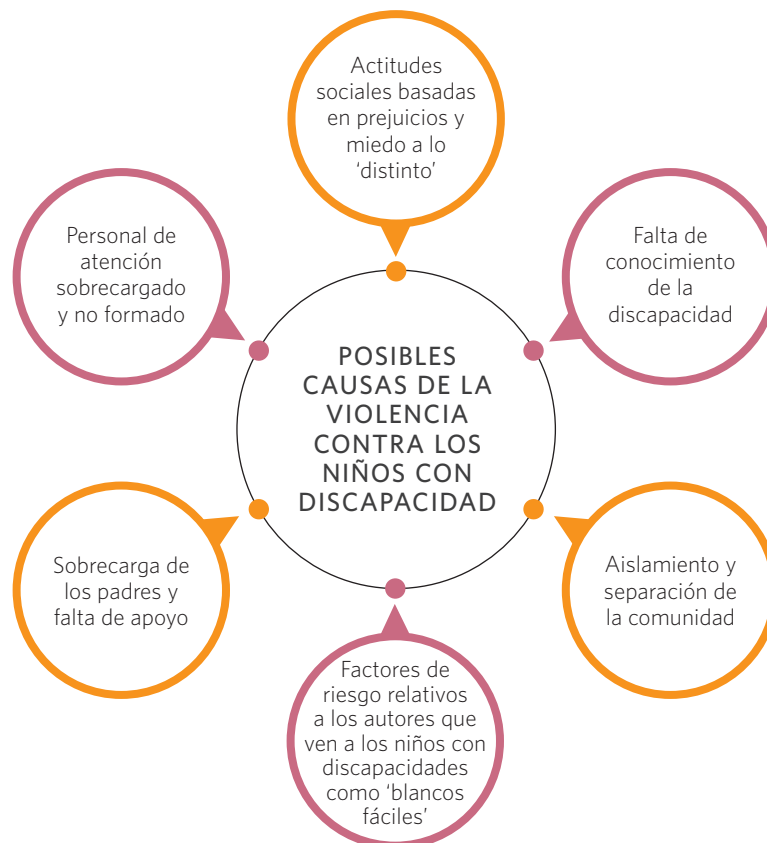 Actitudes
sociales basadas
en prejuicios y
miedo a lo
‘distinto’
Personal de
atención
sobrecargado
y no formado
Falta de
conocimiento
de la
discapacidad
POSIBLES
CAUSAS DE LA
VIOLENCIA
CONTRA LOS
NIÑOS CON
DISCAPACIDAD
Sobrecarga de
los padres y
falta de apoyo
Aislamiento y
separación de
la comunidad
Factores de
riesgo relativos
a los autores que
ven a los niños con
discapacidades
como ‘blancos
fáciles’